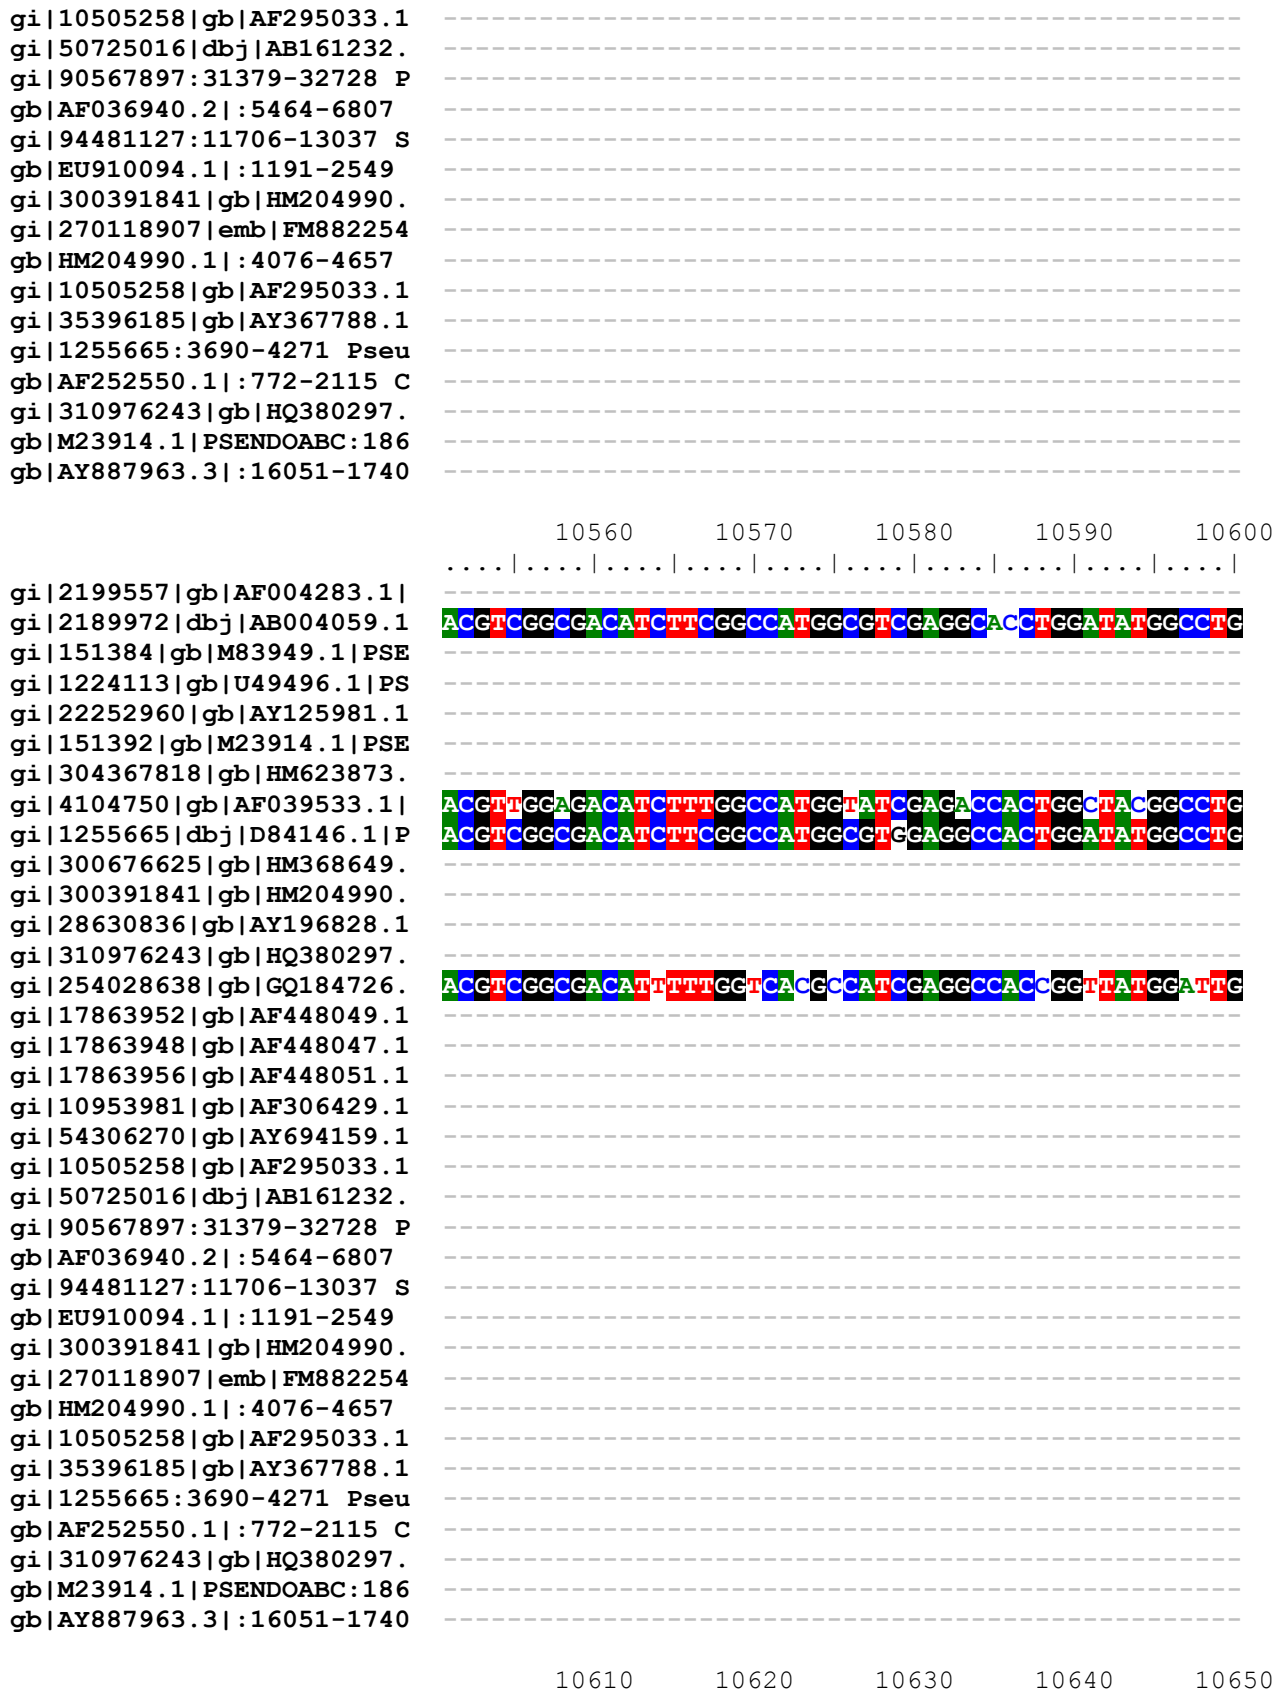 gi|10505258|gb|AF295033.1 --------------------------------------------------
gi|50725016|dbj|AB161232. --------------------------------------------------
gi|90567897:31379-32728 P --------------------------------------------------
gb|AF036940.2|:5464-6807 --------------------------------------------------
gi|94481127:11706-13037 S --------------------------------------------------
gb|EU910094.1|:1191-2549 --------------------------------------------------
gi|300391841|gb|HM204990. --------------------------------------------------
gi|270118907|emb|FM882254 --------------------------------------------------
gb|HM204990.1|:4076-4657 --------------------------------------------------
gi|10505258|gb|AF295033.1 --------------------------------------------------
gi|35396185|gb|AY367788.1 --------------------------------------------------
gi|1255665:3690-4271 Pseu --------------------------------------------------
gb|AF252550.1|:772-2115 C --------------------------------------------------
gi|310976243|gb|HQ380297. --------------------------------------------------
gb|M23914.1|PSENDOABC:186 --------------------------------------------------
gb|AY887963.3|:16051-1740 --------------------------------------------------
10560 10570 10580 10590 10600
....|....|....|....|....|....|....|....|....|....|
gi|2199557|gb|AF004283.1| --------------------------------------------------
gi|2189972|dbj|AB004059.1 ACGTCGGCGACATCTTCGGCCATGGCGTCGAGGCACCTGGATATGGCCTG
gi|151384|gb|M83949.1|PSE --------------------------------------------------
gi|1224113|gb|U49496.1|PS --------------------------------------------------
gi|22252960|gb|AY125981.1 --------------------------------------------------
gi|151392|gb|M23914.1|PSE --------------------------------------------------
gi|304367818|gb|HM623873. --------------------------------------------------
gi|4104750|gb|AF039533.1| ACGTTGGAGACATCTTTGGCCATGGTATCGAGACCACTGGCTACGGCCTG
gi|1255665|dbj|D84146.1|P ACGTCGGCGACATCTTCGGCCATGGCGTGGAGGCCACTGGATATGGCCTG
gi|300676625|gb|HM368649. --------------------------------------------------
gi|300391841|gb|HM204990. --------------------------------------------------
gi|28630836|gb|AY196828.1 --------------------------------------------------
gi|310976243|gb|HQ380297. --------------------------------------------------
gi|254028638|gb|GQ184726. ACGTCGGCGACATTTTTGGTCACGCCATCGAGGCCACCGGTTATGGATTG
gi|17863952|gb|AF448049.1 --------------------------------------------------
gi|17863948|gb|AF448047.1 --------------------------------------------------
gi|17863956|gb|AF448051.1 --------------------------------------------------
gi|10953981|gb|AF306429.1 --------------------------------------------------
gi|54306270|gb|AY694159.1 --------------------------------------------------
gi|10505258|gb|AF295033.1 --------------------------------------------------
gi|50725016|dbj|AB161232. --------------------------------------------------
gi|90567897:31379-32728 P --------------------------------------------------
gb|AF036940.2|:5464-6807 --------------------------------------------------
gi|94481127:11706-13037 S --------------------------------------------------
gb|EU910094.1|:1191-2549 --------------------------------------------------
gi|300391841|gb|HM204990. --------------------------------------------------
gi|270118907|emb|FM882254 --------------------------------------------------
gb|HM204990.1|:4076-4657 --------------------------------------------------
gi|10505258|gb|AF295033.1 --------------------------------------------------
gi|35396185|gb|AY367788.1 --------------------------------------------------
gi|1255665:3690-4271 Pseu --------------------------------------------------
gb|AF252550.1|:772-2115 C --------------------------------------------------
gi|310976243|gb|HQ380297. --------------------------------------------------
gb|M23914.1|PSENDOABC:186 --------------------------------------------------
gb|AY887963.3|:16051-1740 --------------------------------------------------
10610 10620 10630 10640 10650